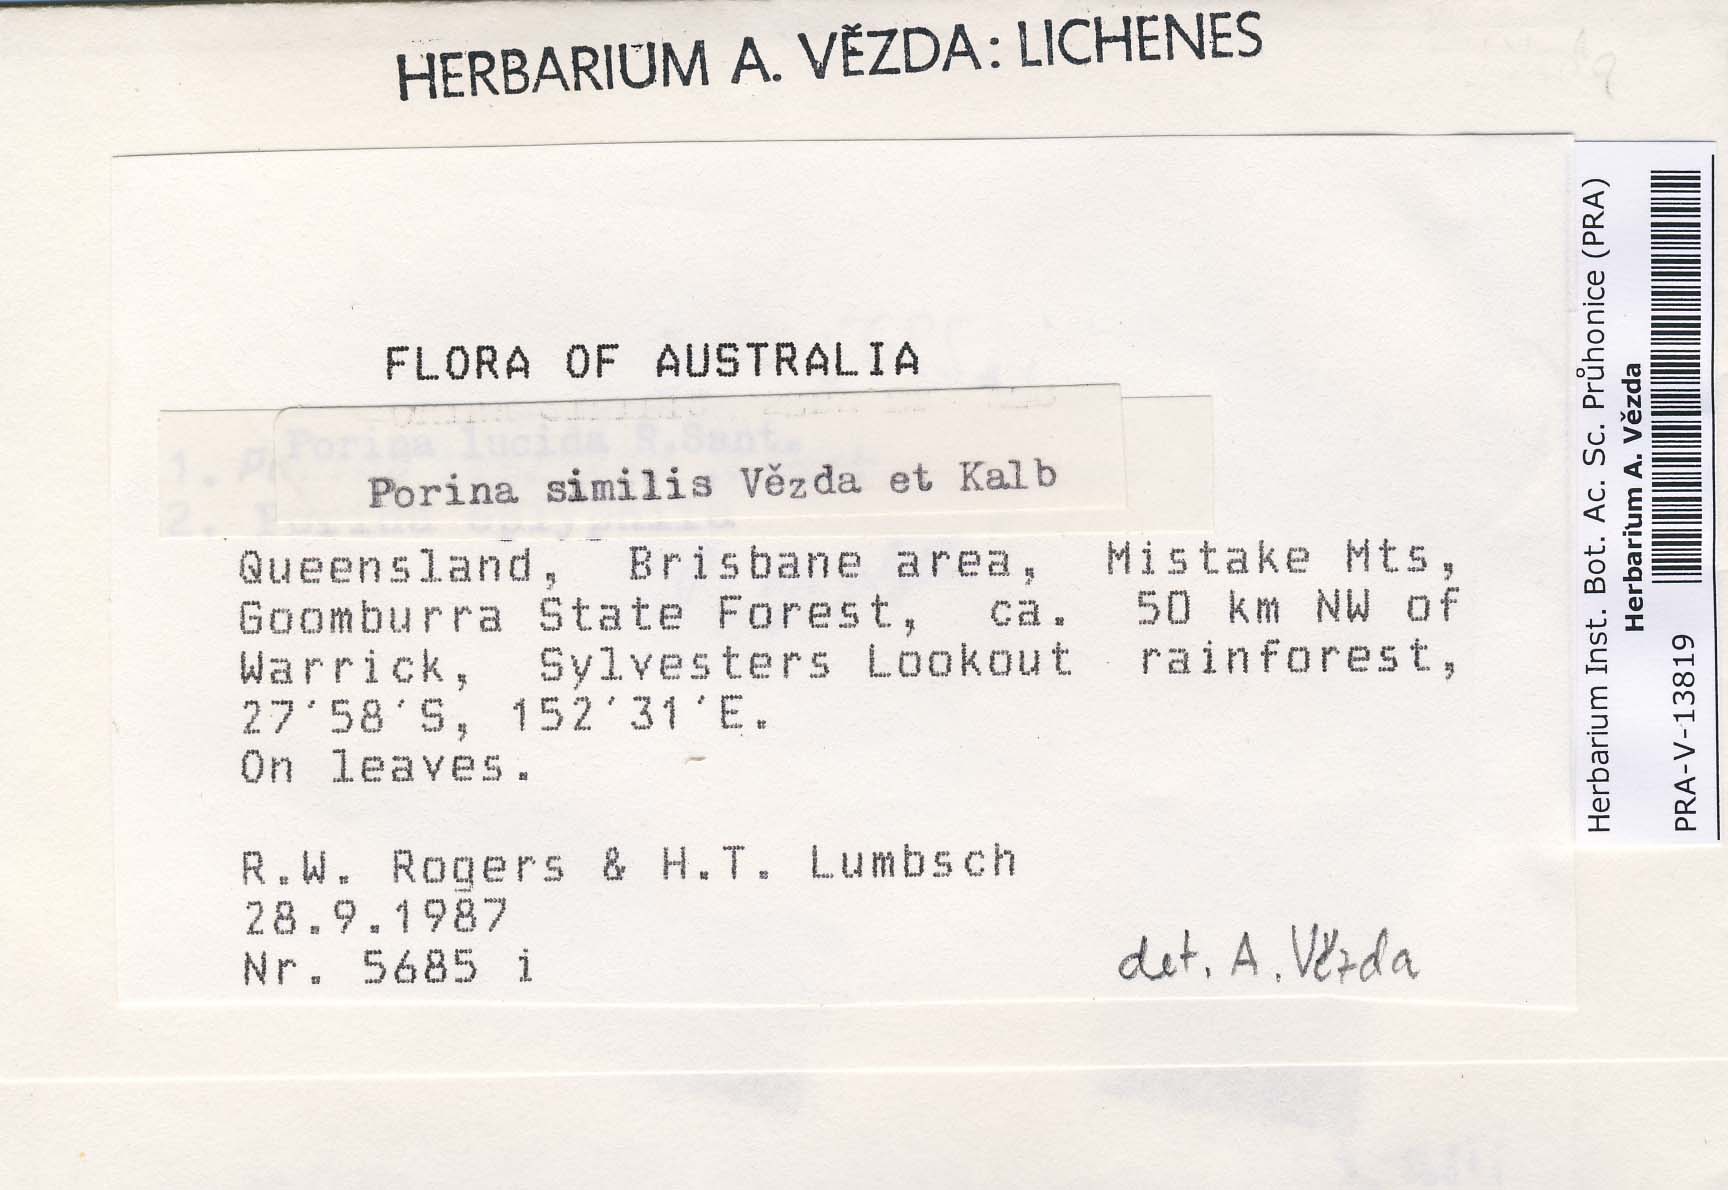 HERBARIUM A. VĚZDA: LICHENES
FLORA OF AUSTRALIA
Porina lucida R.Sant.
1.
2.
Porina similis Vězda et Kalb
Queensland, Brisbane area, Mistake Mts,
Goomburra State Forest, ca. 50 km NW of
Warrick, Sylvesters Lookout rainforest,
27'58'S, 152'31'E.
On leaves.
R.W. Rogers & H.T. Lumbsch
28.9.1987
Nr. 5685 i
det. A. Vězda
Herbarium Inst. Bot. Ac. Sc. Průhonice (PRA)
Herbarium A. Vězda
PRA-V-13819